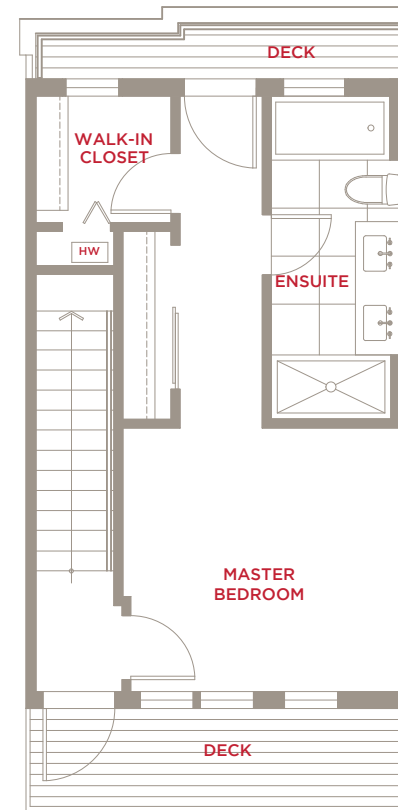 DECK
WALK-IN
CLOSET
HW
ENSUITE
MASTER
BEDROOM
DECK